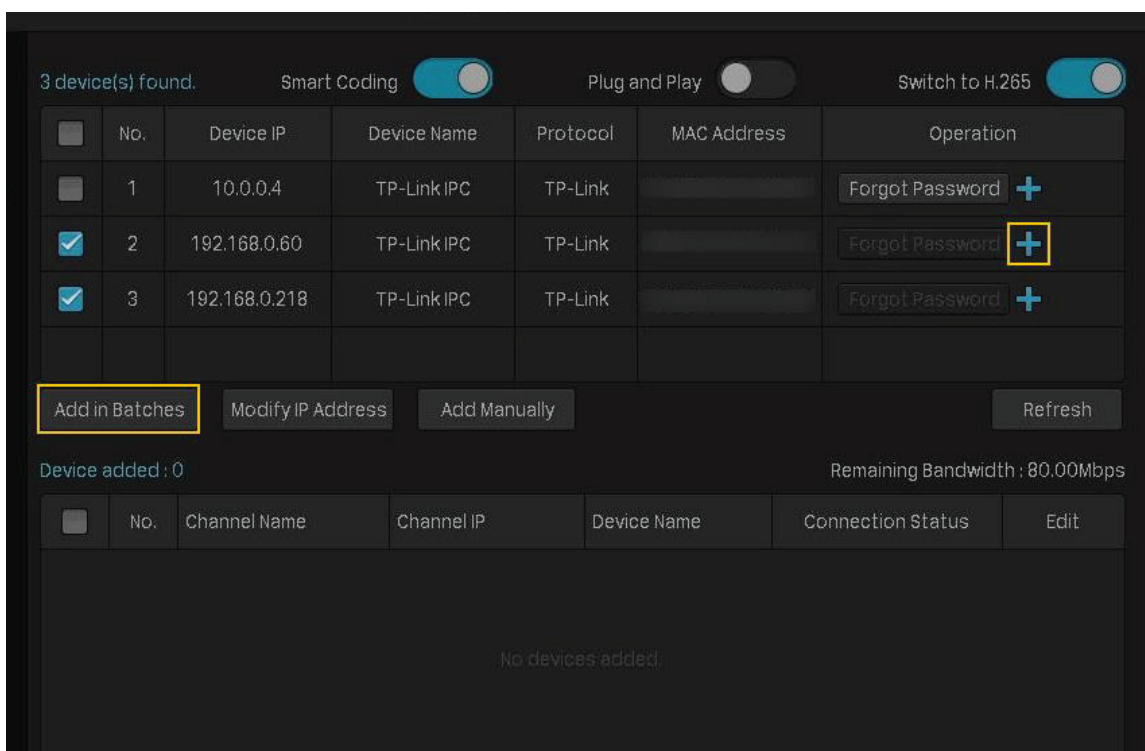 3 device(s) found. Smart Coding Plug and Play Switch to H.265
No. Device IP Device Name Protocol MAC Address Operation
1 10.0.0.4 TP-Link IPC TP-Link Forgot Password +
2 192.168.0.60 TP-Link IPC TP-Link Forgot Password +
3 192.168.0.218 TP-Link IPC TP-Link Forgot Password +
Add in Batches Modify IP Address Add Manually Refresh
Device added : 0 Remaining Bandwidth : 80.00Mbps
No. Channel Name Channel IP Device Name Connection Status Edit
No devices added.